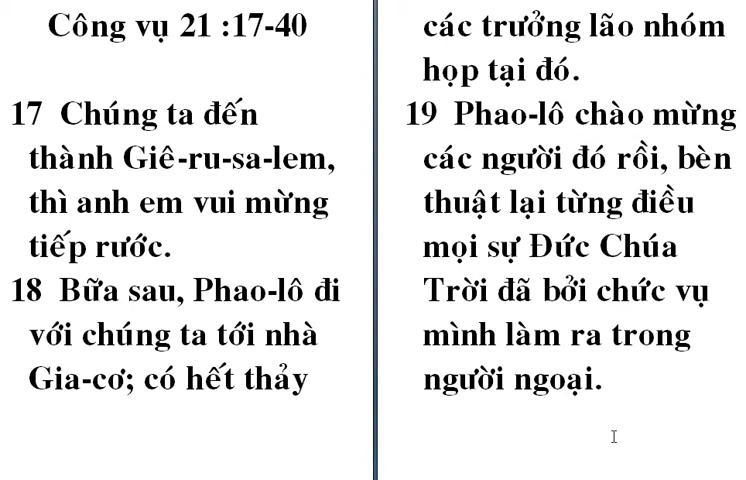 Công vụ 21 :17-40
17 Chúng ta đến
thành Giê-ru-sa-lem,
thì anh em vui mừng
tiếp rước.
18 Bữa sau, Phao-lô đi
với chúng ta tới nhà
Gia-cơ; có hết thảy
các trưởng lão nhóm
họp tại đó.
19 Phao-lô chào mừng
các người đó rồi, bèn
thuật lại từng điều
mọi sự Đức Chúa
Trời đã bởi chức vụ
mình làm ra trong
người ngoại.